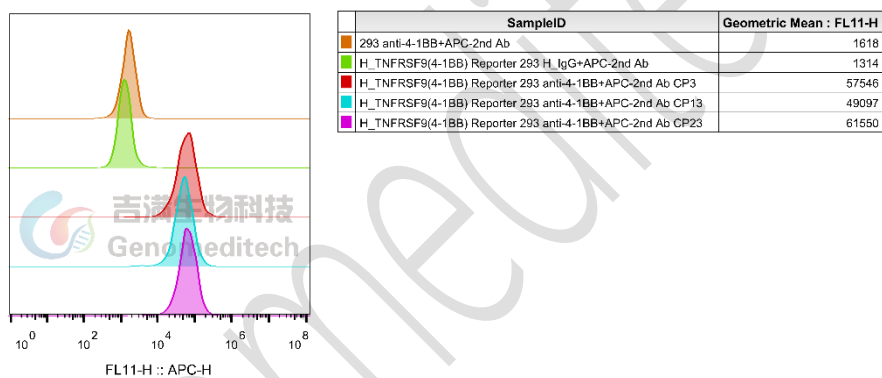 SampleID Geometric Mean : FL11-H
293 anti-4-1BB+APC-2nd Ab 1618
H_TNFRSF9(4-1BB) Reporter 293 H_IgG+APC-2nd Ab 1314
H_TNFRSF9(4-1BB) Reporter 293 anti-4-1BB+APC-2nd Ab CP3 57546
H_TNFRSF9(4-1BB) Reporter 293 anti-4-1BB+APC-2nd Ab CP13 49097
H_TNFRSF9(4-1BB) Reporter 293 anti-4-1BB+APC-2nd Ab CP23 61550
吉满生物科技
Genomeditech
10^0 10^2 10^4 10^6 10^8
FL11-H :: APC-H